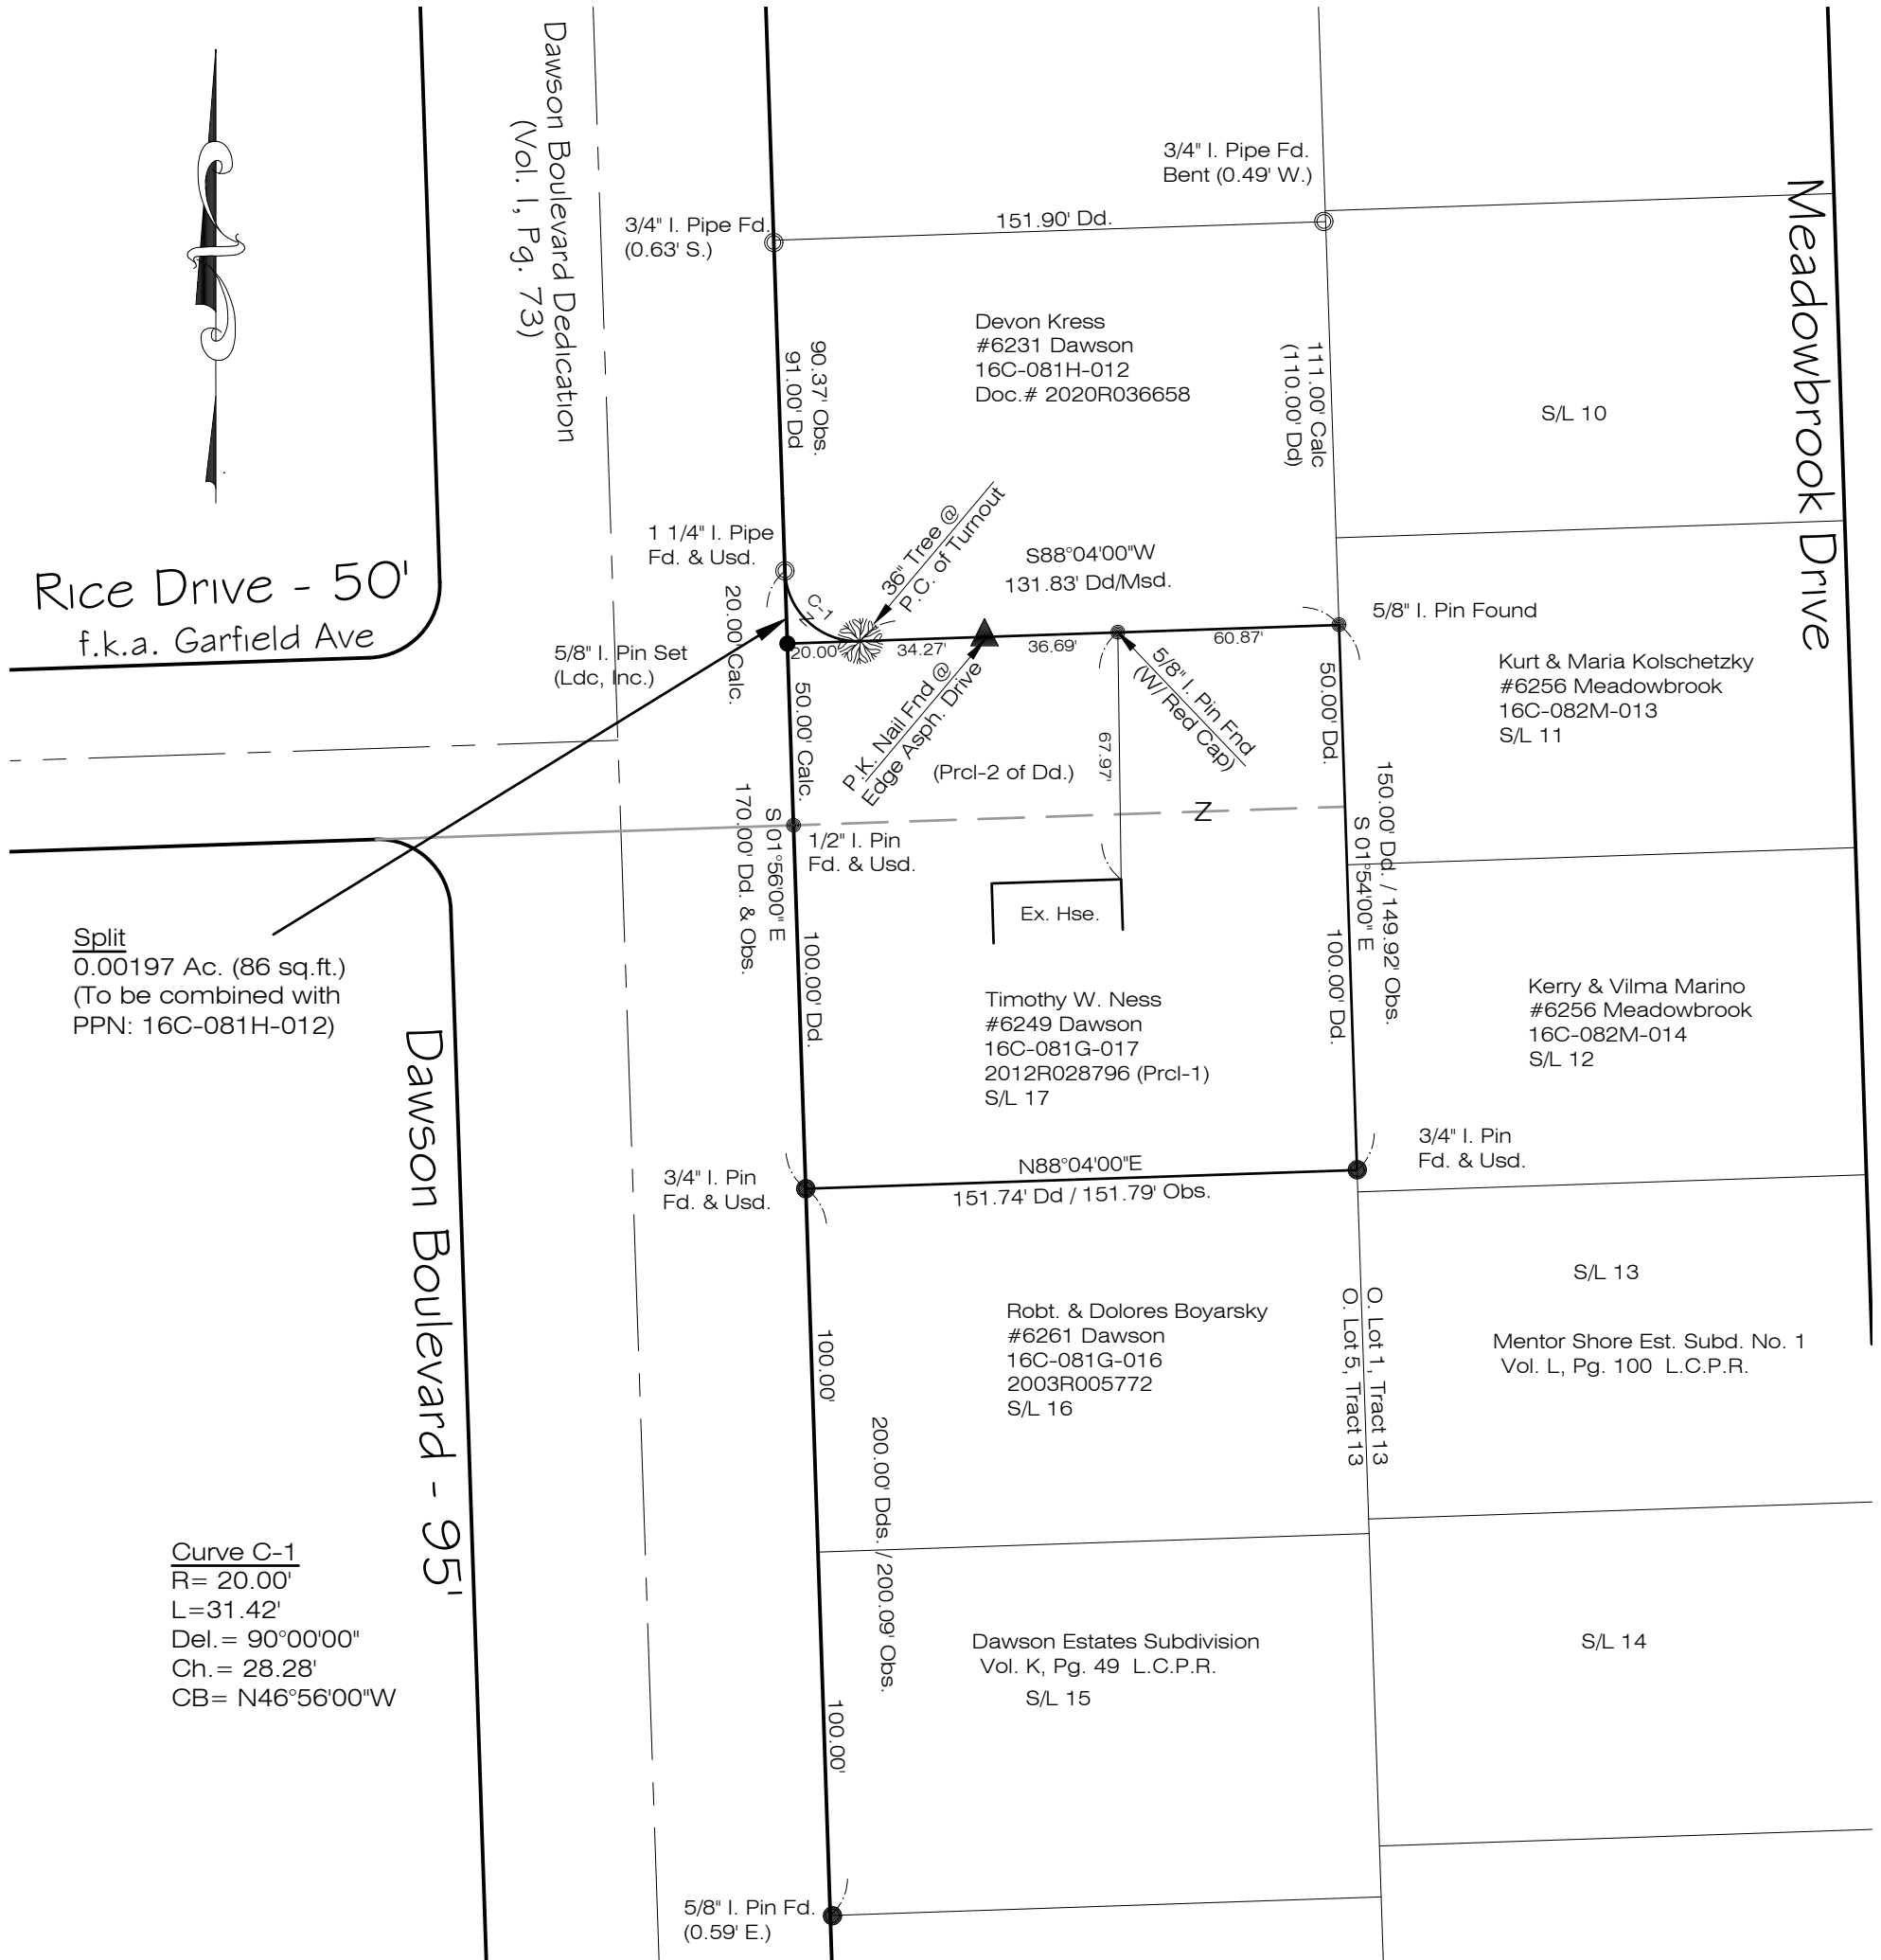 Dawson Boulevard Dedication
(Vol. I, Pg. 73)
3/4" I. Pipe Fd.
Bent (0.49' W.)
3/4" I. Pipe Fd.
(0.63' S.)
151.90' Dd.
Meadowbrook Drive
Devon Kress
#6231 Dawson
16C-081H-012
Doc.# 2020R036658
90.37' Obs.
91.00' Dd
111.00' Calc
(110.00' Dd)
S/L 10
Rice Drive - 50'
f.k.a. Garfield Ave
1 1/4" I. Pipe
Fd. & Usd.
36" Tree @
P.C. of Turnout
S88°04'00"W
131.83' Dd/Msd.
5/8" I. Pin Found
C-1
Z
20.00' Calc.
5/8" I. Pin Set
(Ldc, Inc.)
20.00'
34.27'
36.69'
60.87'
P.K. Nail Fnd @
Edge Asph. Drive
5/8" I. Pin Fnd
(W/ Red Cap)
50.00' Calc.
50.00' Dd.
Kurt & Maria Kolschetzky
#6256 Meadowbrook
16C-082M-013
S/L 11
67.97'
(Prcl-2 of Dd.)
Z
S 01°56'00" E
170.00' Dd. & Obs.
1/2" I. Pin
Fd. & Usd.
150.00' Dd. / 149.92' Obs.
S 01°54'00" E
Ex. Hse.
100.00' Dd.
100.00' Dd.
Split
0.00197 Ac. (86 sq.ft.)
(To be combined with
PPN: 16C-081H-012)
Timothy W. Ness
#6249 Dawson
16C-081G-017
2012R028796 (Prcl-1)
S/L 17
Kerry & Vilma Marino
#6256 Meadowbrook
16C-082M-014
S/L 12
Dawson Boulevard - 95'
3/4" I. Pin
Fd. & Usd.
N88°04'00"E
151.74' Dd / 151.79' Obs.
3/4" I. Pin
Fd. & Usd.
Robt. & Dolores Boyarsky
#6261 Dawson
16C-081G-016
2003R005772
S/L 16
O. Lot 1, Tract 13
O. Lot 5, Tract 13
S/L 13
Mentor Shore Est. Subd. No. 1
Vol. L, Pg. 100 L.C.P.R.
100.00'
200.00' Dds. / 200.09' Obs.
Curve C-1
R= 20.00'
L=31.42'
Del.= 90°00'00"
Ch.= 28.28'
CB= N46°56'00"W
Dawson Estates Subdivision
Vol. K, Pg. 49 L.C.P.R.
S/L 15
S/L 14
100.00'
5/8" I. Pin Fd.
(0.59' E.)